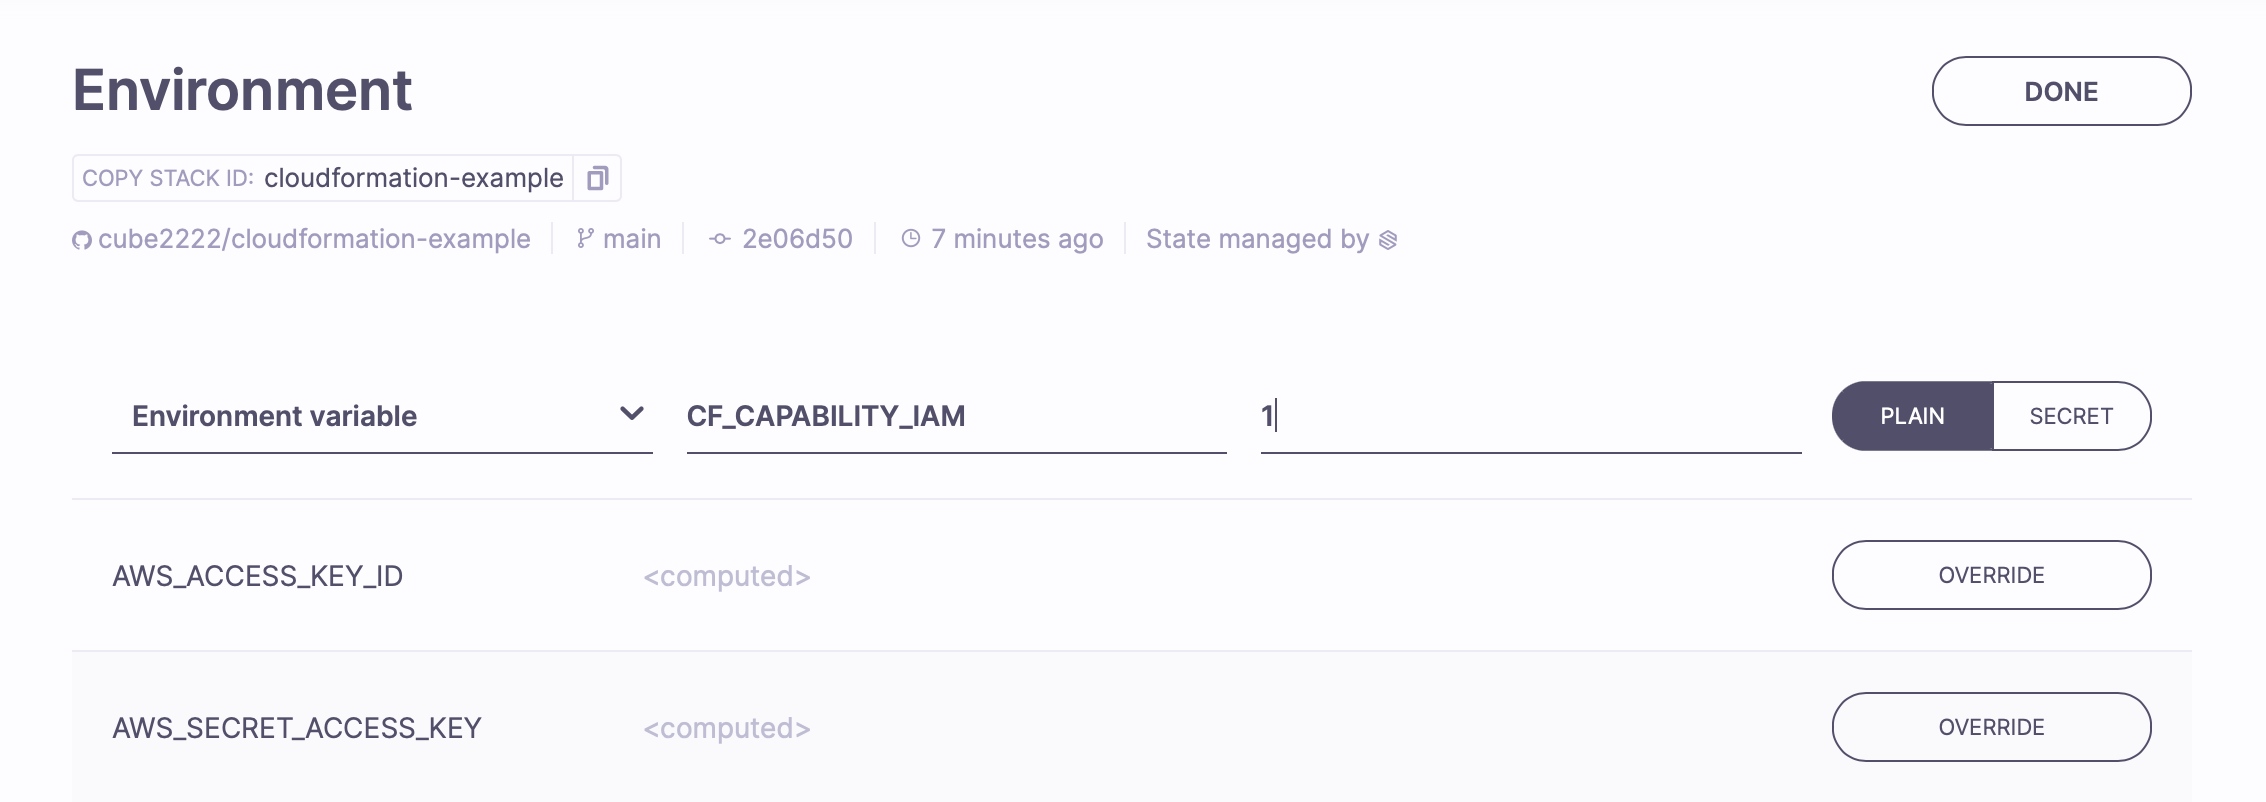 Environment
DONE
COPY STACK ID: cloudformation-example
cube2222/cloudformation-example main 2e06d50 7 minutes ago State managed by
Environment variable CF_CAPABILITY_IAM 1 PLAIN SECRET
AWS_ACCESS_KEY_ID <computed> OVERRIDE
AWS_SECRET_ACCESS_KEY <computed> OVERRIDE